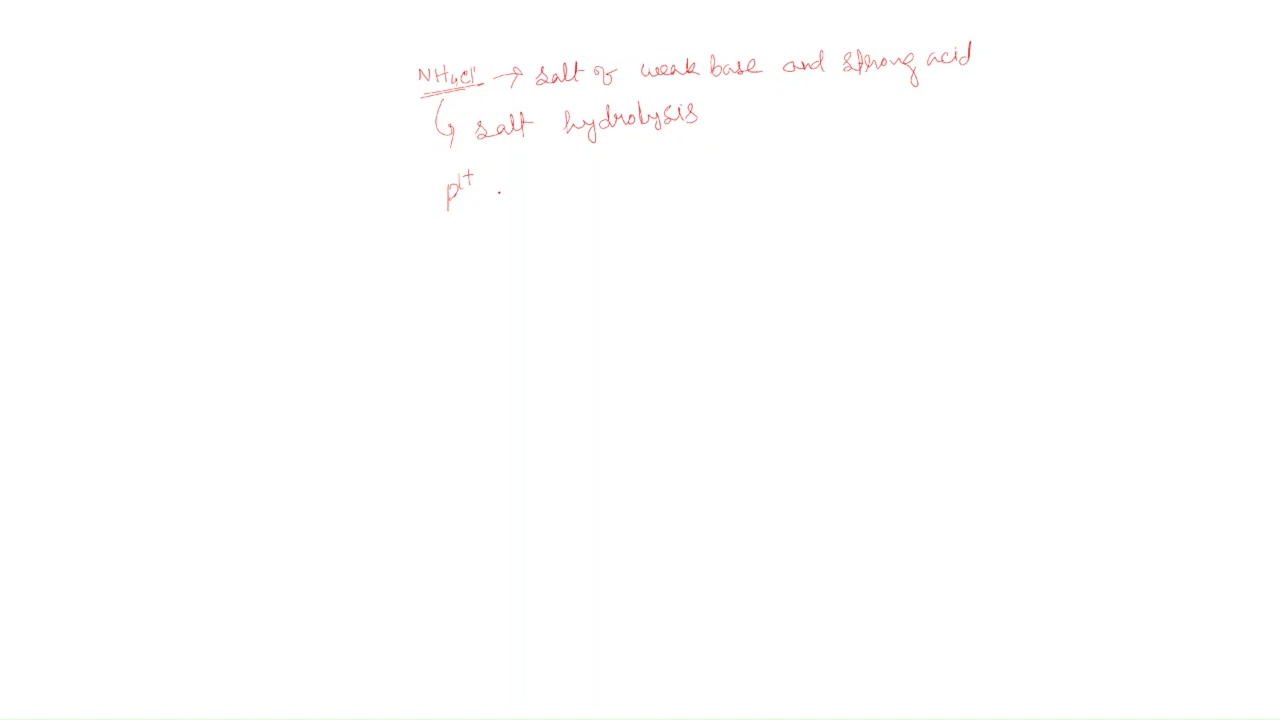 NH4Cl → salt of weak base and strong acid
↳ salt hydrolysis
pH